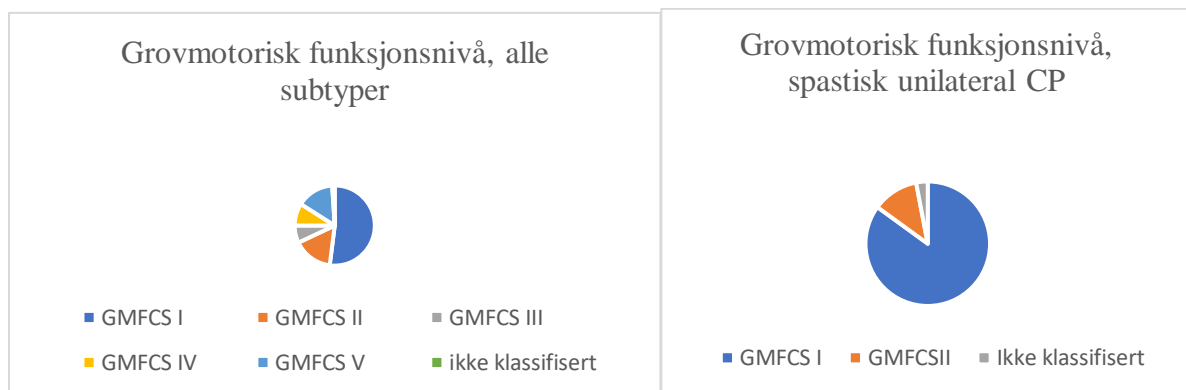 Grovmotorisk funksjonsnivå, alle
subtyper
GMFCS I
GMFCS II
GMFCS III
GMFCS IV
GMFCS V
ikke klassifisert
Grovmotorisk funksjonsnivå,
spastisk unilateral CP
GMFCS I
GMFCSII
Ikke klassifisert